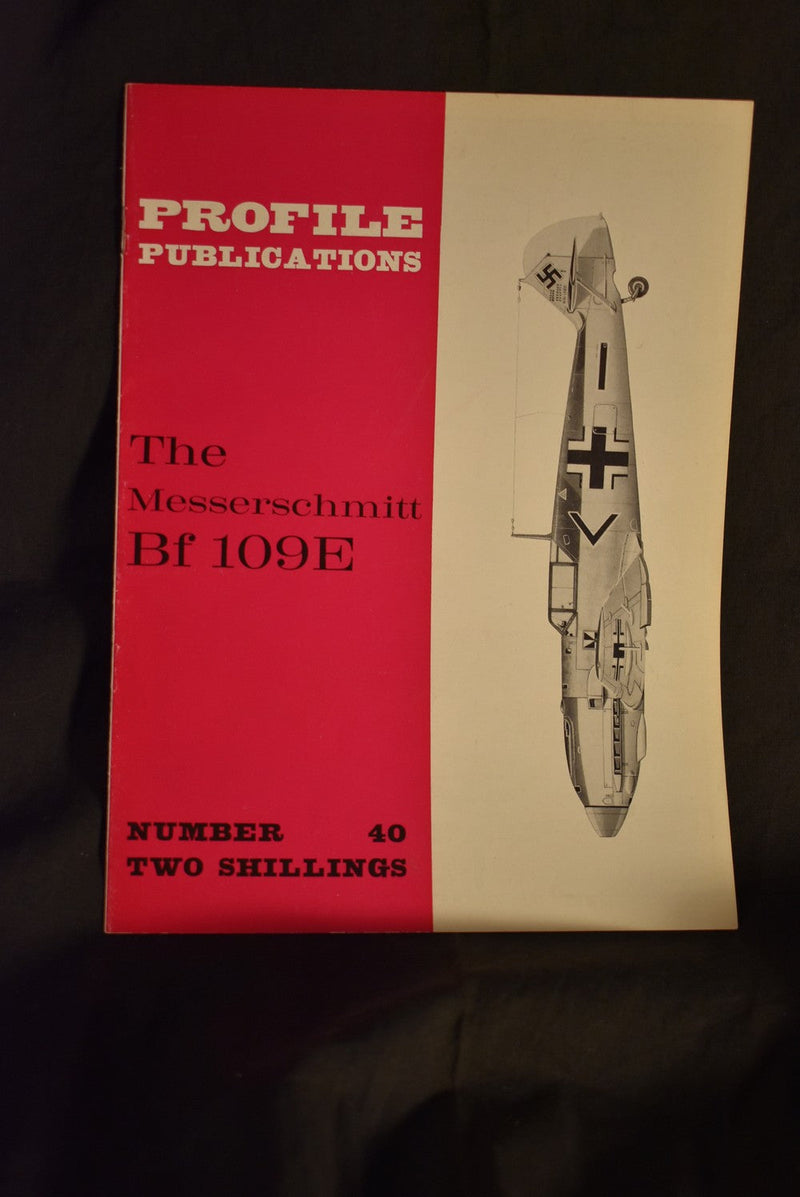 PROFILE
PUBLICATIONS
The
Messerschmitt
Bf 109E
NUMBER 40
TWO SHILLINGS